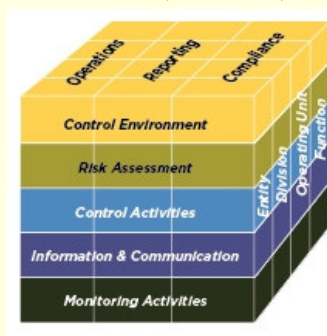 Operations
Reporting
Compliance
Control Environment
Risk Assessment
Control Activities
Information & Communication
Monitoring Activities
Entity
Division
Operating Unit
Function